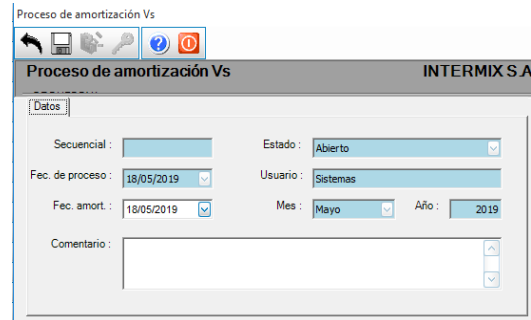 Proceso de amortización Vs
Proceso de amortización Vs INTERMIX S.A
Datos
Secuencial : Estado : Abierto
Fec. de proceso : 18/05/2019 Usuario : Sistemas
Fec. amort. : 18/05/2019 Mes : Mayo Año : 2019
Comentario :